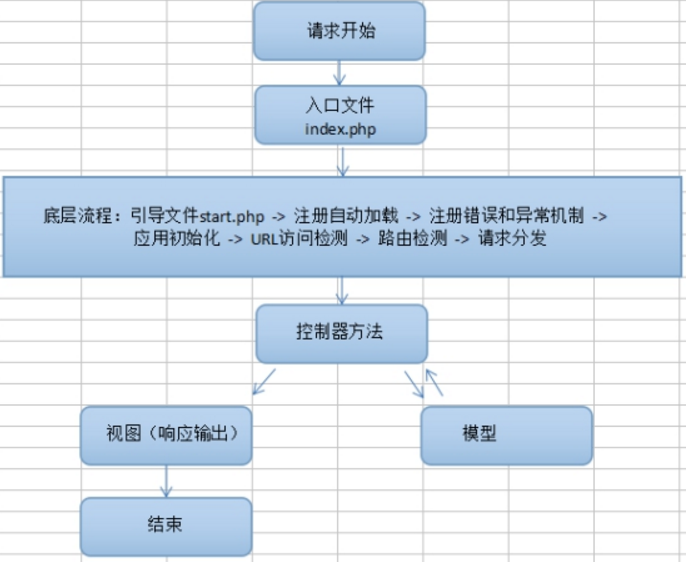 请求开始
入口文件
index.php
底层流程：引导文件start.php -> 注册自动加载 -> 注册错误和异常机制 ->
应用初始化 -> URL访问检测 -> 路由检测 -> 请求分发
控制器方法
视图（响应输出）
模型
结束